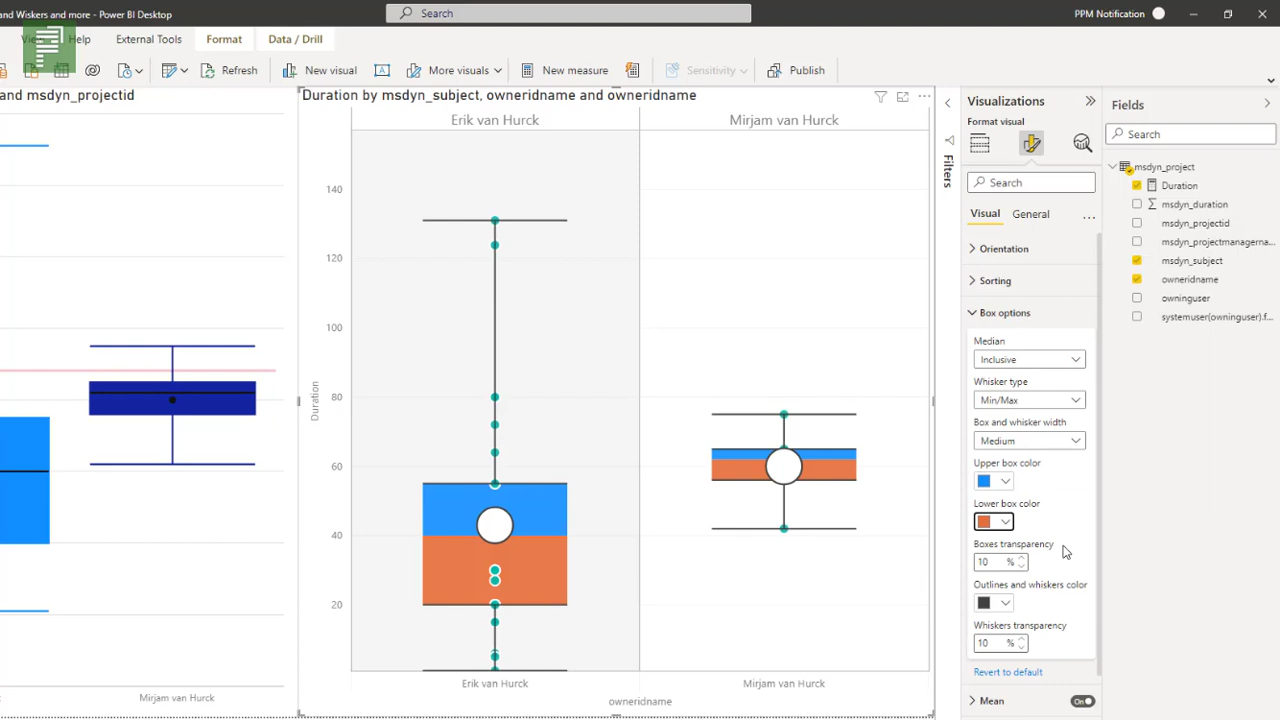 and Wiskers and more - Power BI Desktop
Search
PPM Notification
View Help External Tools Format Data / Drill
Refresh New visual More visuals New measure Sensitivity Publish
and msdyn_projectid
Mirjam van Hurck
Duration by msdyn_subject, owneridname and owneridname
Erik van Hurck Mirjam van Hurck
Duration
140
120
100
80
60
40
20
Erik van Hurck Mirjam van Hurck
owneridname
Filters
Visualizations
Format visual
Search
Visual General ...
Orientation
Sorting
Box options
Median
Inclusive
Whisker type
Min/Max
Box and whisker width
Medium
Upper box color
Lower box color
Boxes transparency
10 %
Outlines and whiskers color
Whiskers transparency
10 %
Revert to default
Mean On
Fields
Search
msdyn_project
Duration
msdyn_duration
msdyn_projectid
msdyn_projectmanagerna...
msdyn_subject
owneridname
owninguser
systemuser(owninguser).f...